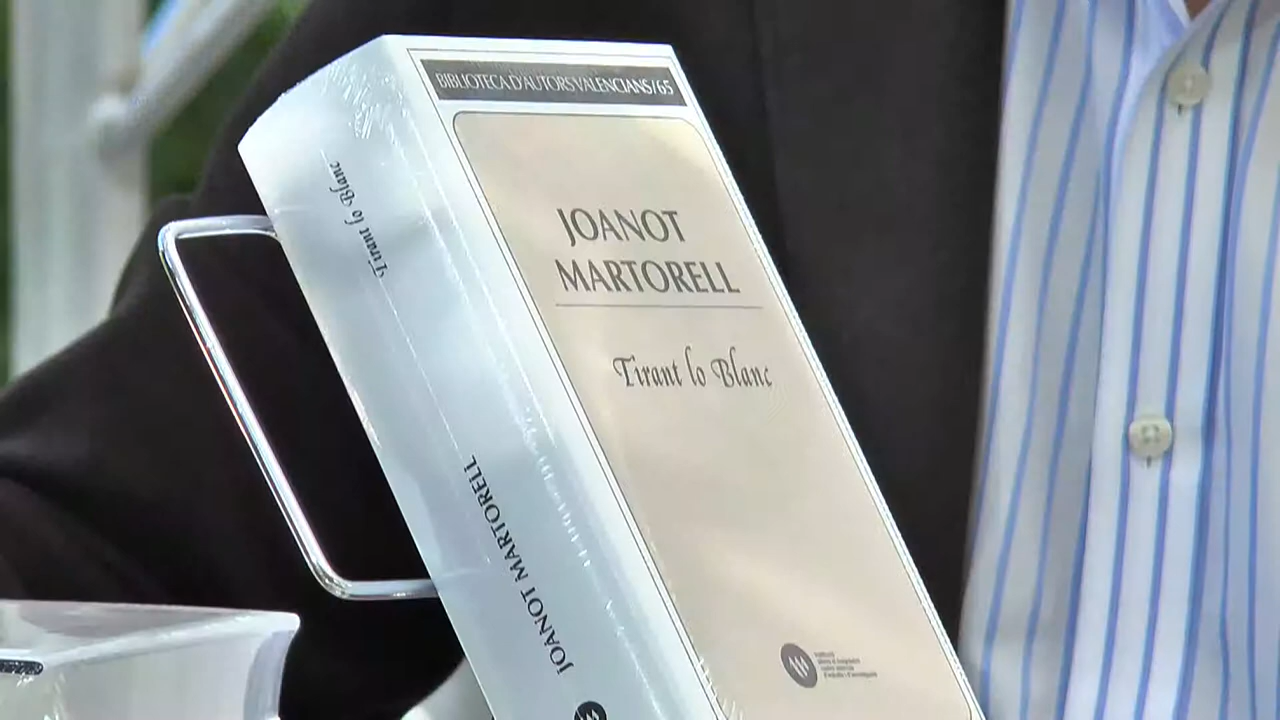 BIBLIOTECA D'AUTORS VALENCIANS/65
JOANOT
MARTORELL
Tirant lo Blanc
Tirant lo Blanc
JOANOT MARTORELL